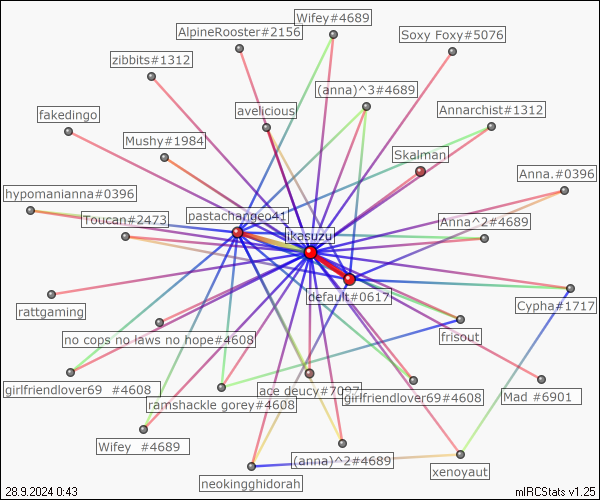 Wifey#4689
AlpineRooster#2156
Soxy Foxy#5076
zibbits#1312
(anna)^3#4689
fakedingo
avelicious
Annarchist#1312
Mushy#1984
Skalman
hypomanianna#0396
Anna.#0396
Toucan#2473
pastachangeo41
Anna^2#4689
likasuzu
default#0617
Cypha#1717
rattgaming
no cops no laws no hope#4608
frisout
girlfriendlover69 #4608
ramshackle gorey#4608
ace deucy#7097
girlfriendlover69#4608
Mad #6901
Wifey #4689
(anna)^2#4689
neokingghidorah
xenoyaut
28.9.2024 0:43
mIRCStats v1.25